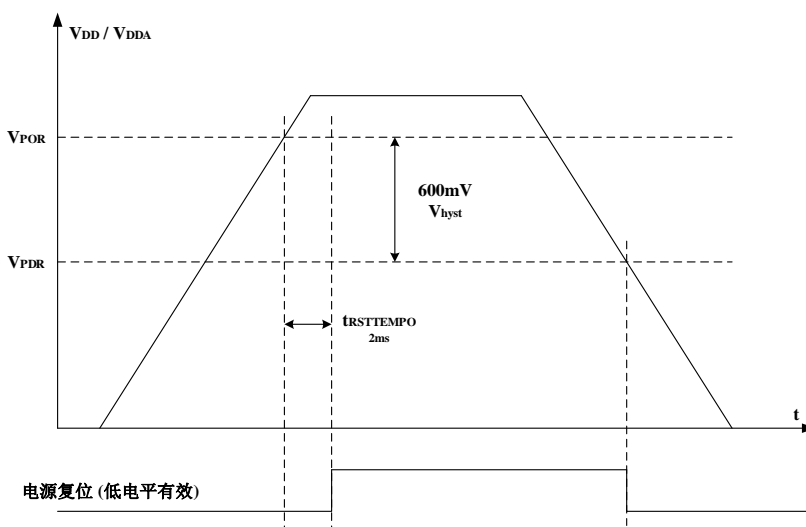 VDD / VDDA
VPOR
600mV
Vhyst
VPDR
tRSTTEMPO
2ms
t
电源复位 (低电平有效)